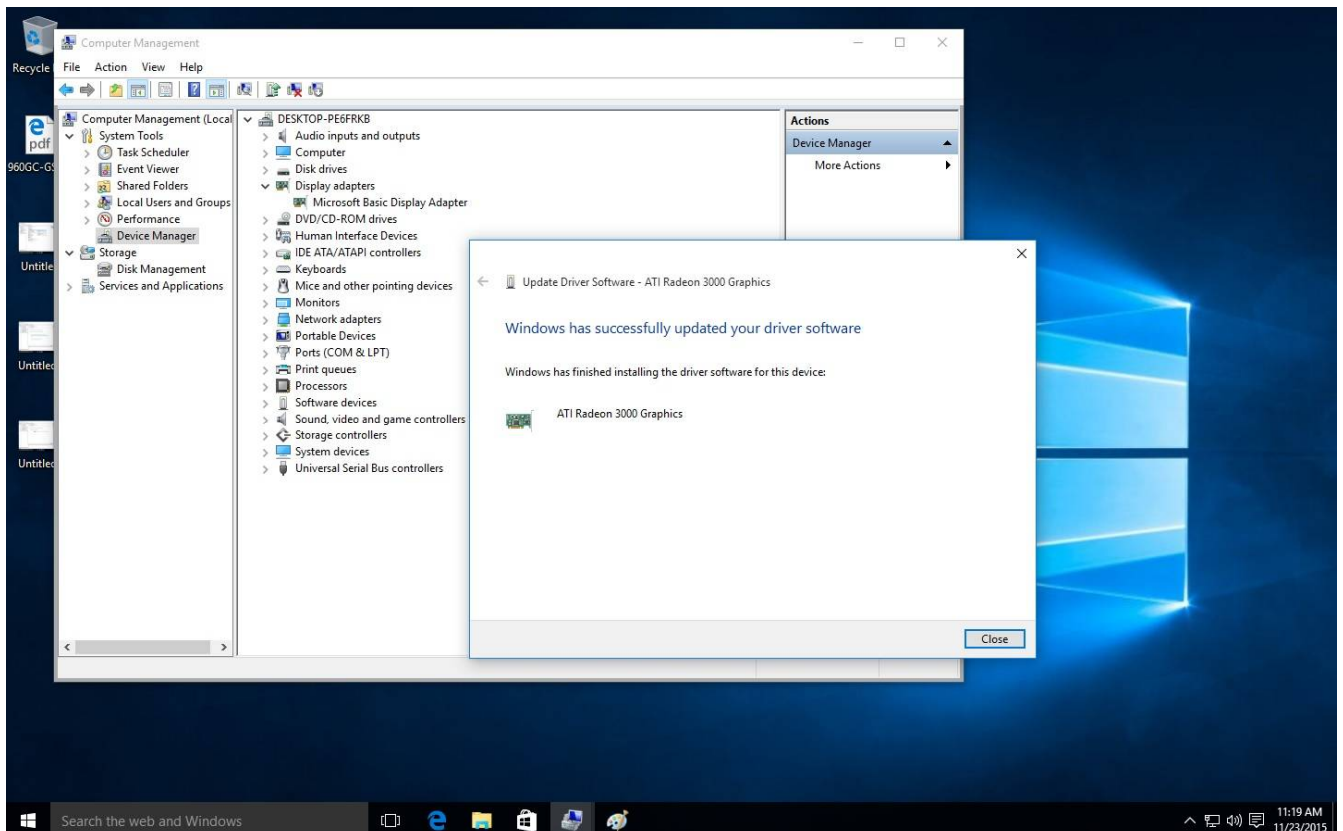 Recycle
pdf
960GC-GS
Untitle
Untitled
Untitled
Computer Management
File Action View Help
Computer Management (Local
System Tools
Task Scheduler
Event Viewer
Shared Folders
Local Users and Groups
Performance
Device Manager
Storage
Disk Management
Services and Applications
DESKTOP-PE6FRKB
Audio inputs and outputs
Computer
Disk drives
Display adapters
Microsoft Basic Display Adapter
DVD/CD-ROM drives
Human Interface Devices
IDE ATA/ATAPI controllers
Keyboards
Mice and other pointing devices
Monitors
Network adapters
Portable Devices
Ports (COM & LPT)
Print queues
Processors
Software devices
Sound, video and game controllers
Storage controllers
System devices
Universal Serial Bus controllers
Actions
Device Manager
More Actions
Update Driver Software - ATI Radeon 3000 Graphics
Windows has successfully updated your driver software
Windows has finished installing the driver software for this device:
ATI Radeon 3000 Graphics
Close
Search the web and Windows
11:19 AM
11/23/2015